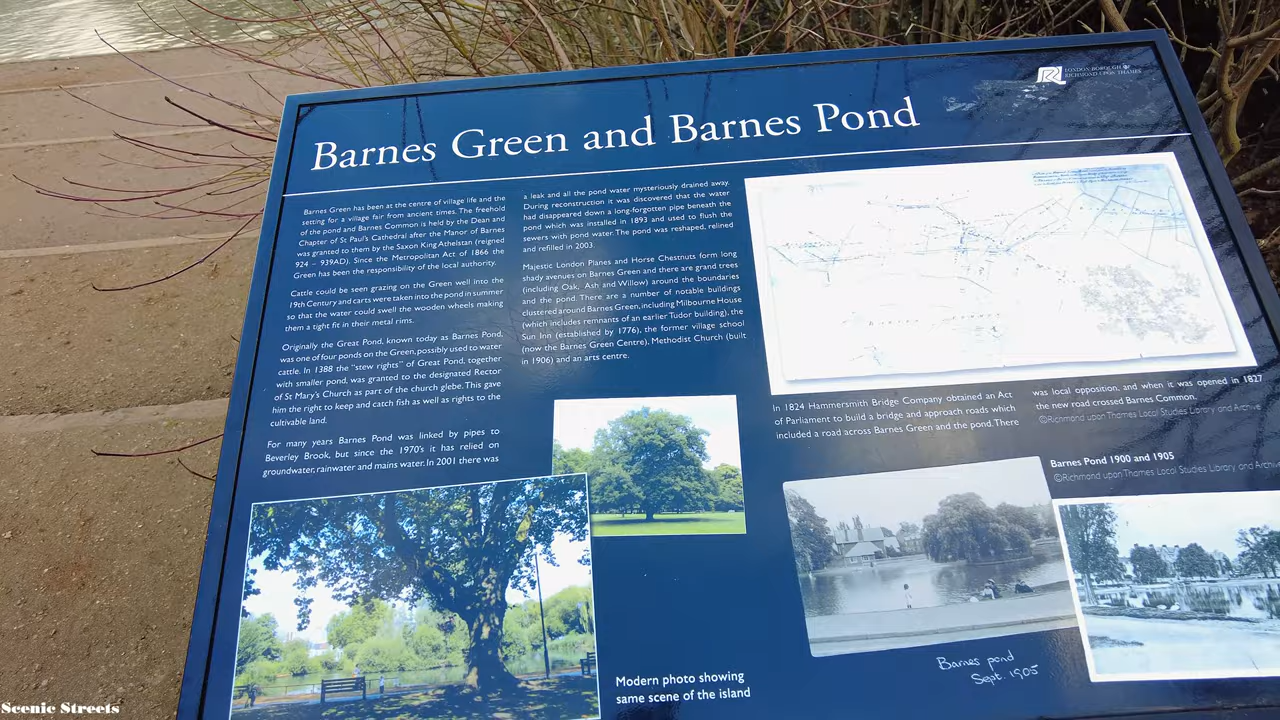 LONDON BOROUGH OF
RICHMOND UPON THAMES
Barnes Green and Barnes Pond
Barnes Green has been at the centre of village life and the
setting for a village fair from ancient times. The freehold
of the pond and Barnes Common is held by the Dean and
Chapter of St Paul's Cathedral after the Manor of Barnes
was granted to them by the Saxon King Athelstan (reigned
924 – 939AD). Since the Metropolitan Act of 1866 the
Green has been the responsibility of the local authority.
Cattle could be seen grazing on the Green well into the
19th Century and carts were taken into the pond in summer
so that the water could swell the wooden wheels making
them a tight fit in their metal rims.
Originally the Great Pond, known today as Barnes Pond,
was one of four ponds on the Green, possibly used to water
cattle. In 1388 the "stew rights" of Great Pond, together
with smaller pond, was granted to the designated Rector
of St Mary's Church as part of the church glebe. This gave
him the right to keep and catch fish as well as rights to the
cultivable land.
For many years Barnes Pond was linked by pipes to
Beverley Brook, but since the 1970's it has relied on
groundwater, rainwater and mains water. In 2001 there was
a leak and all the pond water mysteriously drained away.
During reconstruction it was discovered that the water
had disappeared down a long-forgotten pipe beneath the
pond which was installed in 1893 and used to flush the
sewers with pond water. The pond was reshaped, relined
and refilled in 2003.
Majestic London Planes and Horse Chestnuts form long
shady avenues on Barnes Green and there are grand trees
(including Oak, Ash and Willow) around the boundaries
and the pond. There are a number of notable buildings
clustered around Barnes Green, including Milbourne House
(which includes remnants of an earlier Tudor building), the
Sun Inn (established by 1776), the former village school
(now the Barnes Green Centre), Methodist Church (built
in 1906) and an arts centre.
In 1824 Hammersmith Bridge Company obtained an Act
of Parliament to build a bridge and approach roads which
included a road across Barnes Green and the pond. There
was local opposition, and when it was opened in 1827
the new road crossed Barnes Common.
©Richmond upon Thames Local Studies Library and Archive
Barnes Pond 1900 and 1905
©Richmond upon Thames Local Studies Library and Archiv
Barnes pond
Sept. 1905
Modern photo showing
same scene of the island
Scenic Streets